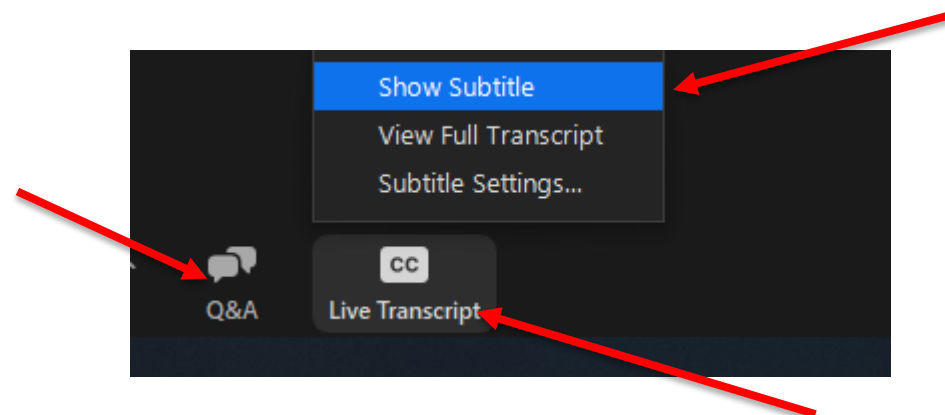 Show Subtitle
View Full Transcript
Subtitle Settings...
CC
Q&A
Live Transcript